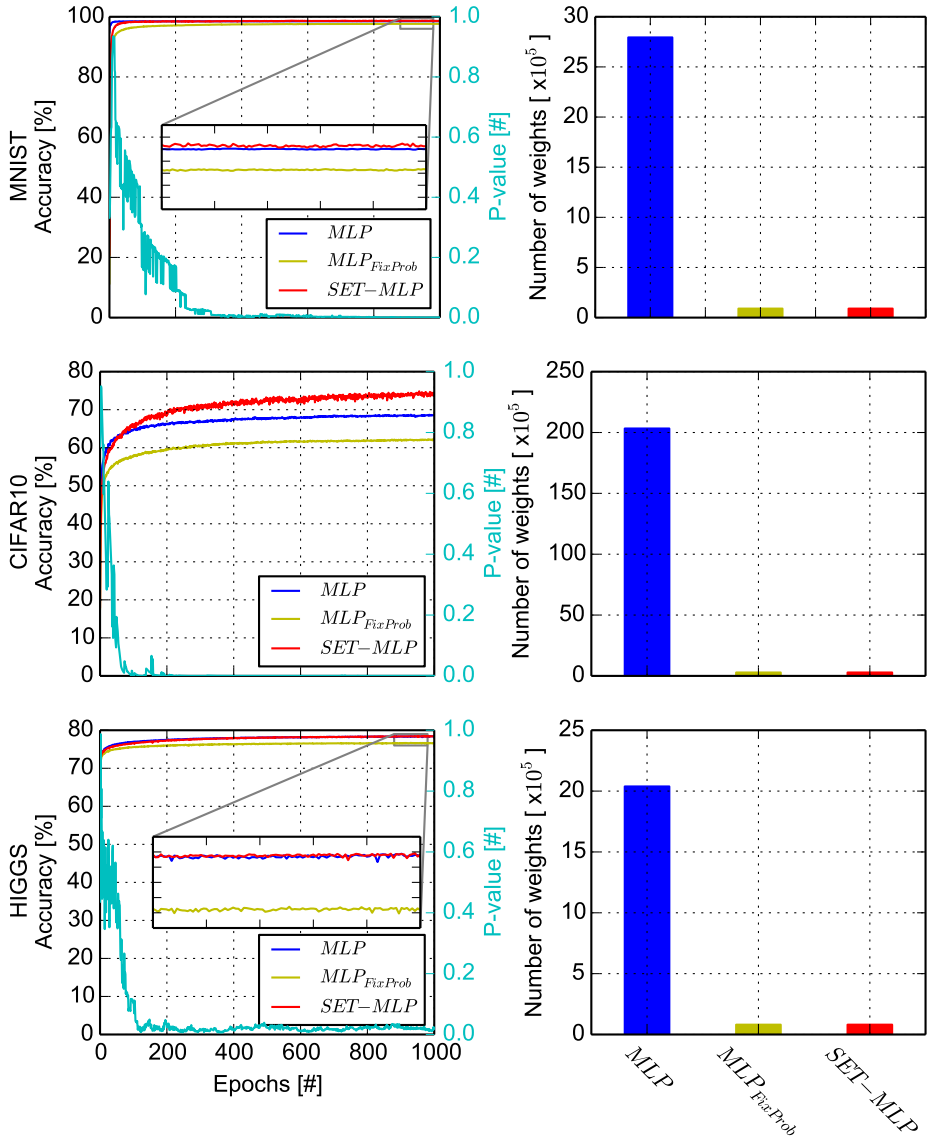 100
80
60
40
20
0
MNIST
Accuracy [%]
1.0
0.8
0.6
0.4
0.2
0.0
P-value [#]
MLP
MLP_FixProb
SET−MLP
30
25
20
15
10
5
0
Number of weights [ x10^5 ]
80
70
60
50
40
30
20
10
0
CIFAR10
Accuracy [%]
0 200 400 600 800 1000
1.0
0.8
0.6
0.4
0.2
0.0
P-value [#]
MLP
MLP_FixProb
SET−MLP
250
200
150
100
50
0
Number of weights [ x10^5 ]
80
70
60
50
40
30
20
10
0
HIGGS
Accuracy [%]
1.0
0.8
0.6
0.4
0.2
0.0
P-value [#]
MLP
MLP_FixProb
SET−MLP
0 200 400 600 800 1000
Epochs [#]
25
20
15
10
5
0
Number of weights [ x10^5 ]
MLP
MLP_FixProb
SET−MLP